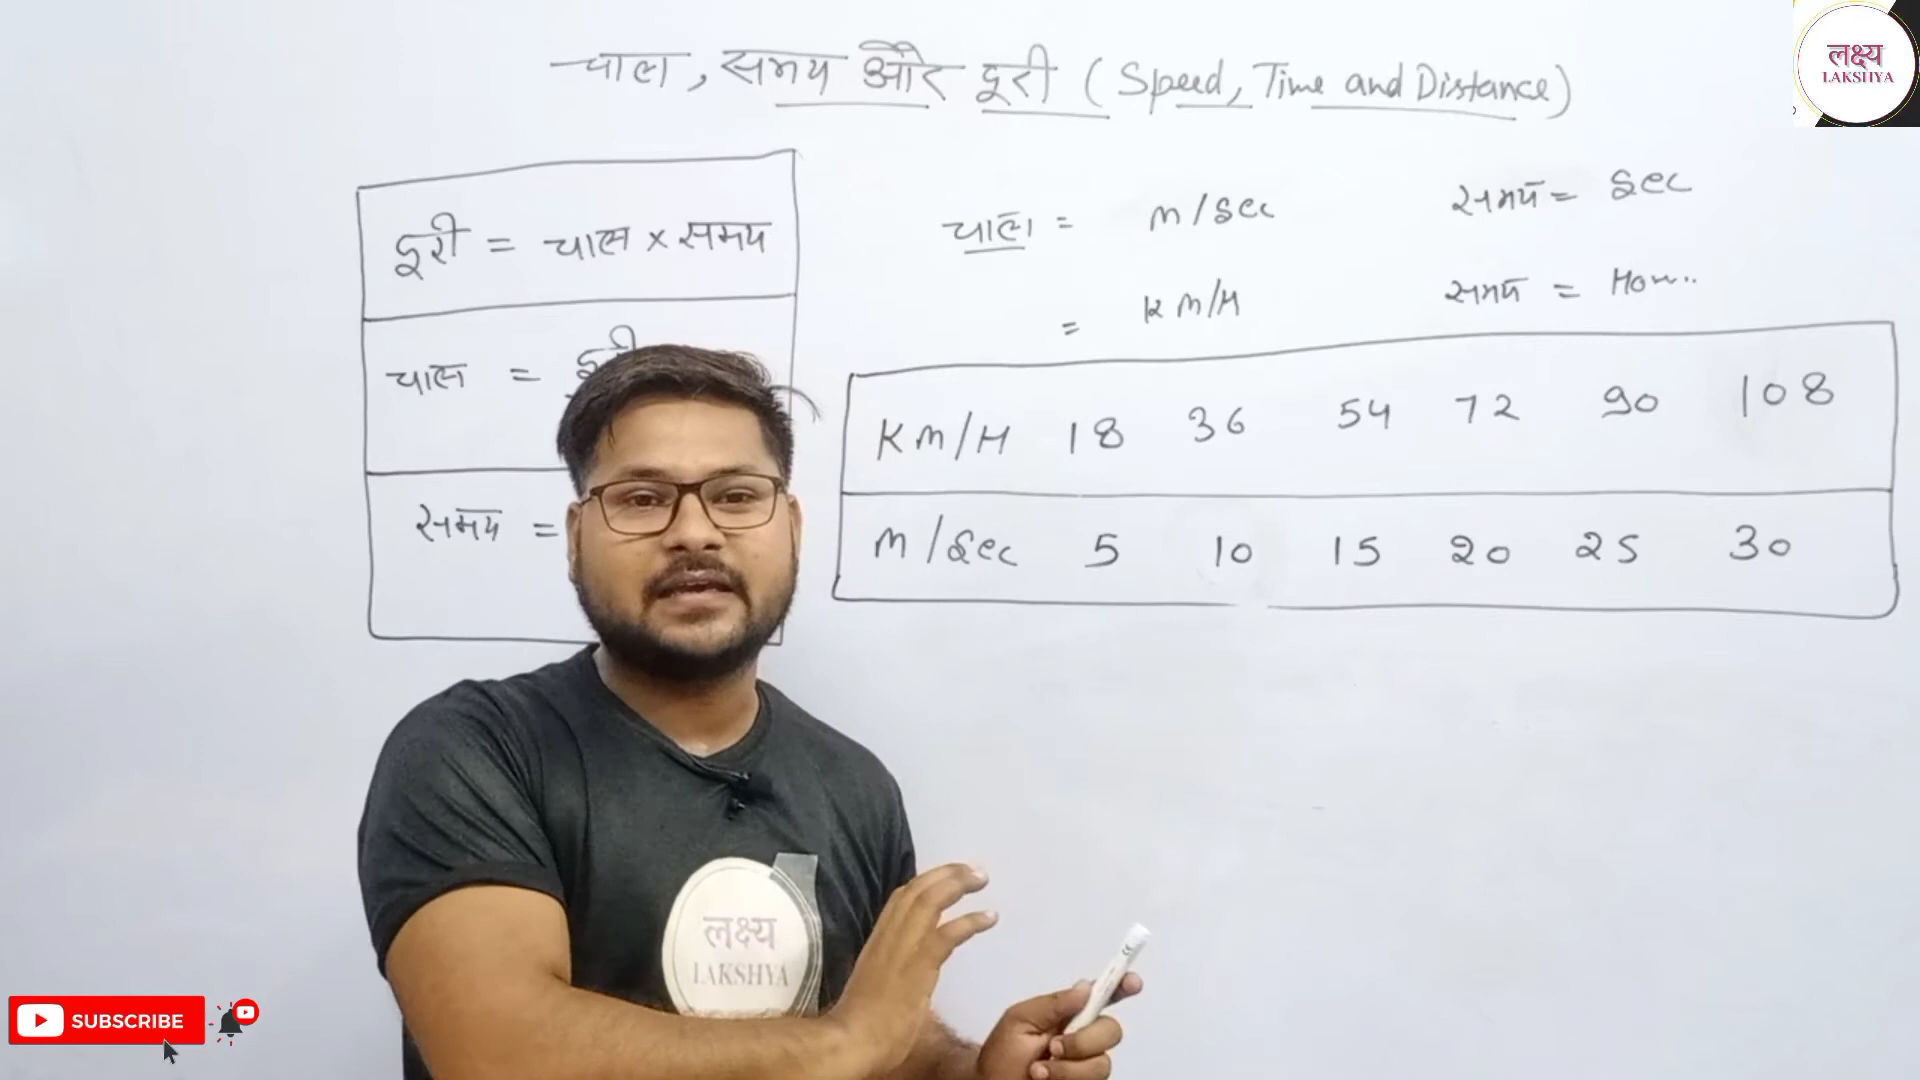 चाल, समय और दूरी (Speed, Time and Distance)
लक्ष्य
LAKSHYA
दूरी = चाल × समय
चाल =
समय =
चाल = m/sec समय = sec
= Km/H समय = Hour
Km/H 18 36 54 72 90 108
m/sec 5 10 15 20 25 30
लक्ष्य
LAKSHYA
SUBSCRIBE